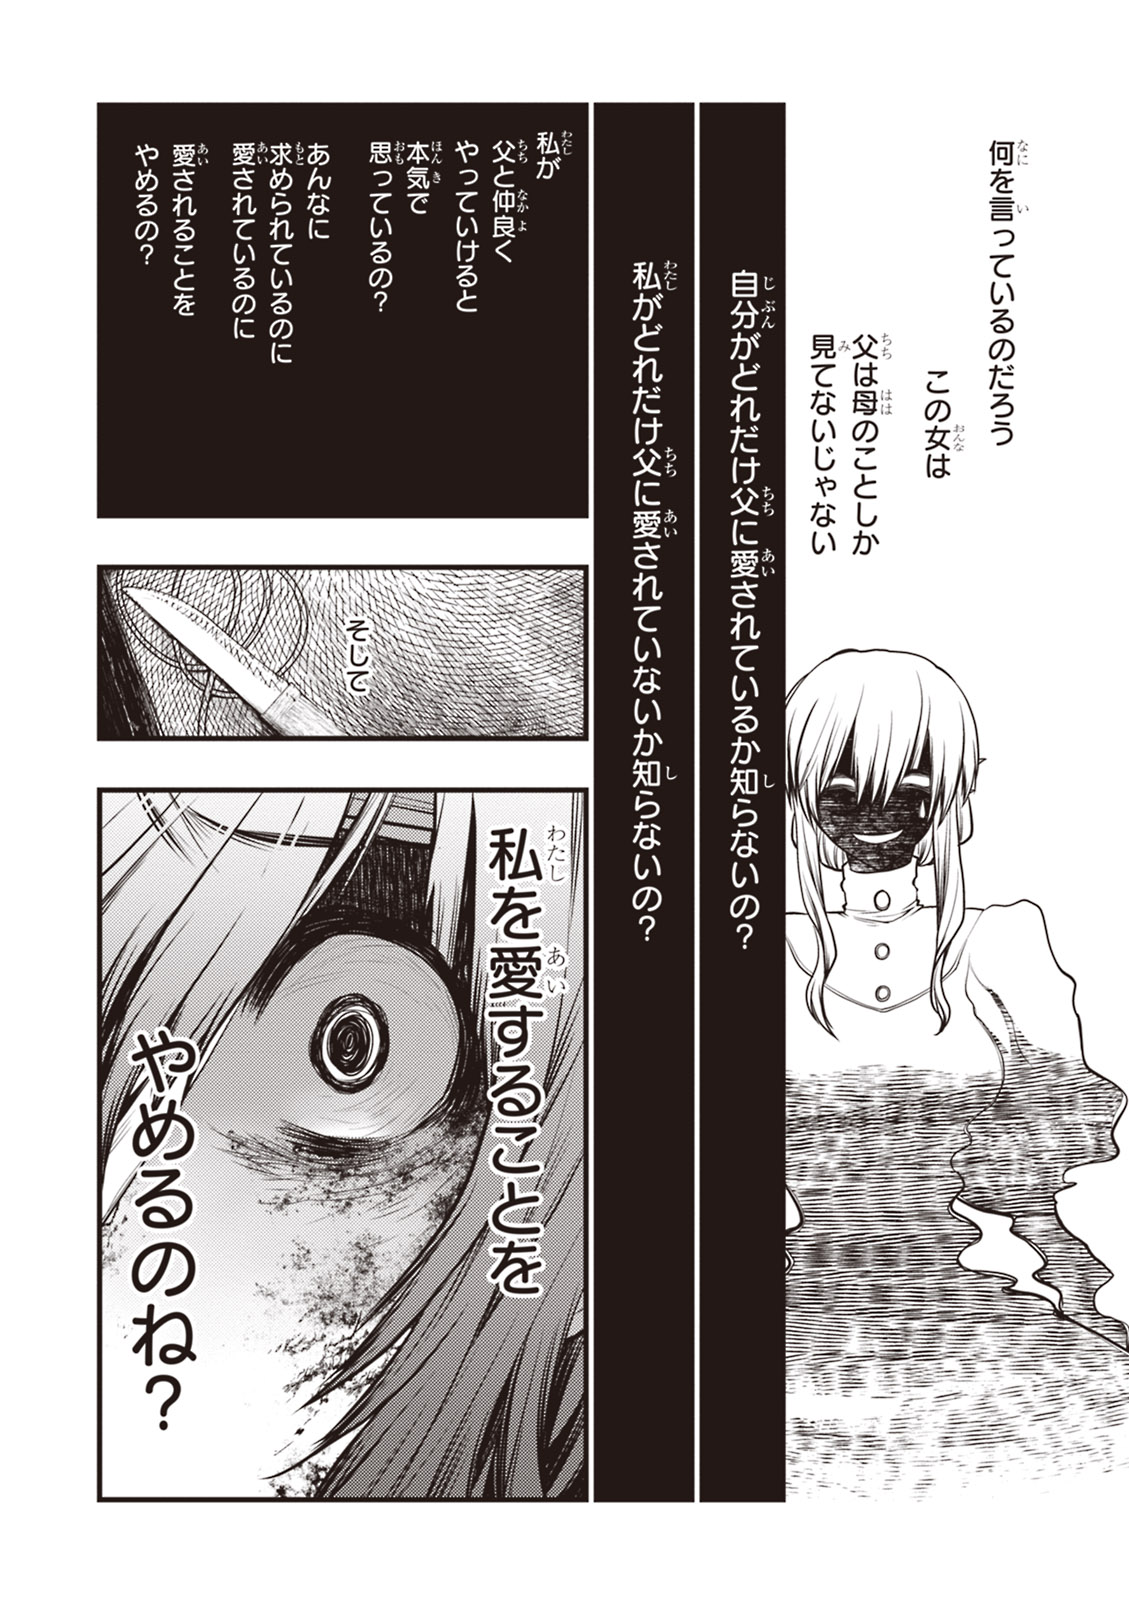 何を言っているのだろう
この女は
父は母のことしか
見てないじゃない
自分がどれだけ父に愛されているか知らないの？
私がどれだけ父に愛されていないか知らないの？
私が
父と仲良く
やっていけると
本気で
思っているの？
あんなに
求められているのに
愛されているのに
愛されることを
やめるの？
そして
私を愛することを
やめるのね？